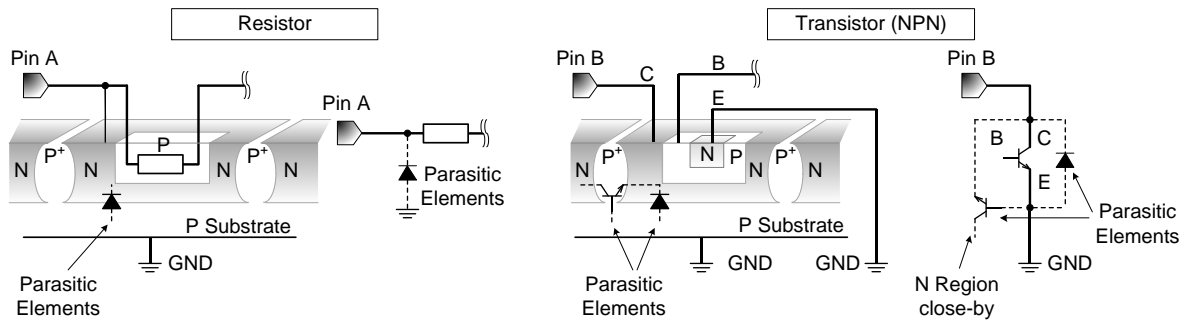 Resistor
Pin A
Pin A
N
P+
N
P
N
P+
N
Parasitic
Elements
P Substrate
GND
Parasitic
Elements
Transistor (NPN)
Pin B
C
B
E
Pin B
N
P+
N
N
P
N
P+
N
B
C
E
P Substrate
GND
GND
Parasitic
Elements
Parasitic
Elements
GND
N Region
close-by